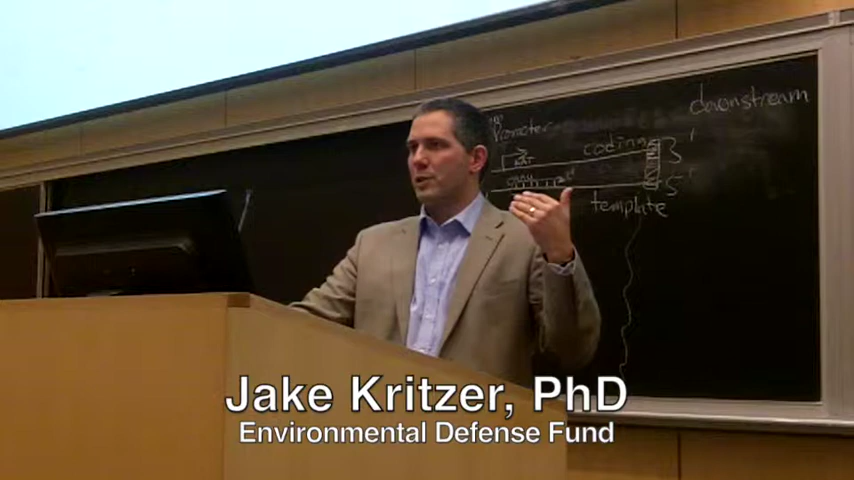 downstream
Promoter
coding 3'
5'
template
Jake Kritzer, PhD
Environmental Defense Fund